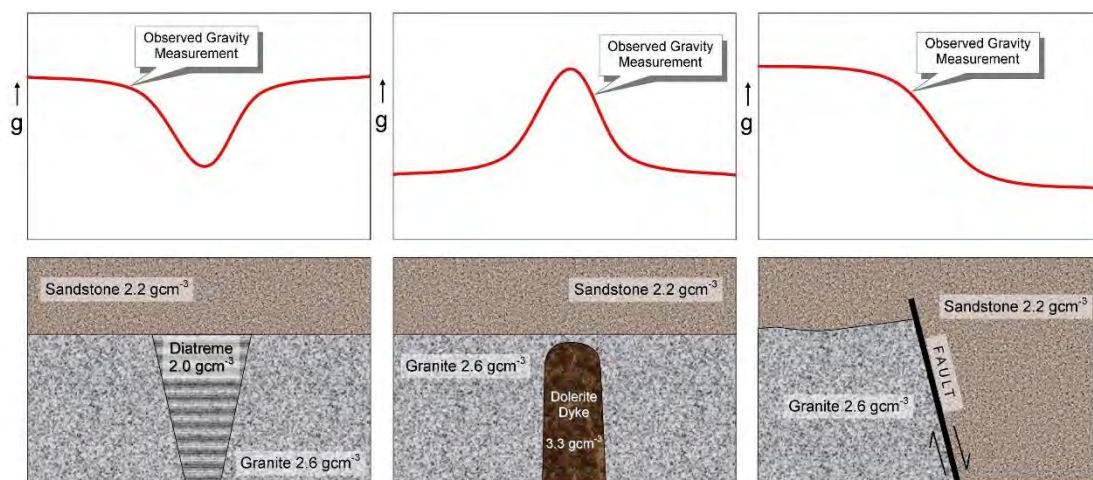 Observed Gravity
Measurement
g
Observed Gravity
Measurement
g
Observed Gravity
Measurement
g
Sandstone 2.2 gcm⁻³
Diatreme
2.0 gcm⁻³
Granite 2.6 gcm⁻³
Sandstone 2.2 gcm⁻³
Granite 2.6 gcm⁻³
Dolerite
Dyke
3.3 gcm⁻³
Sandstone 2.2 gcm⁻³
FAULT
Granite 2.6 gcm⁻³